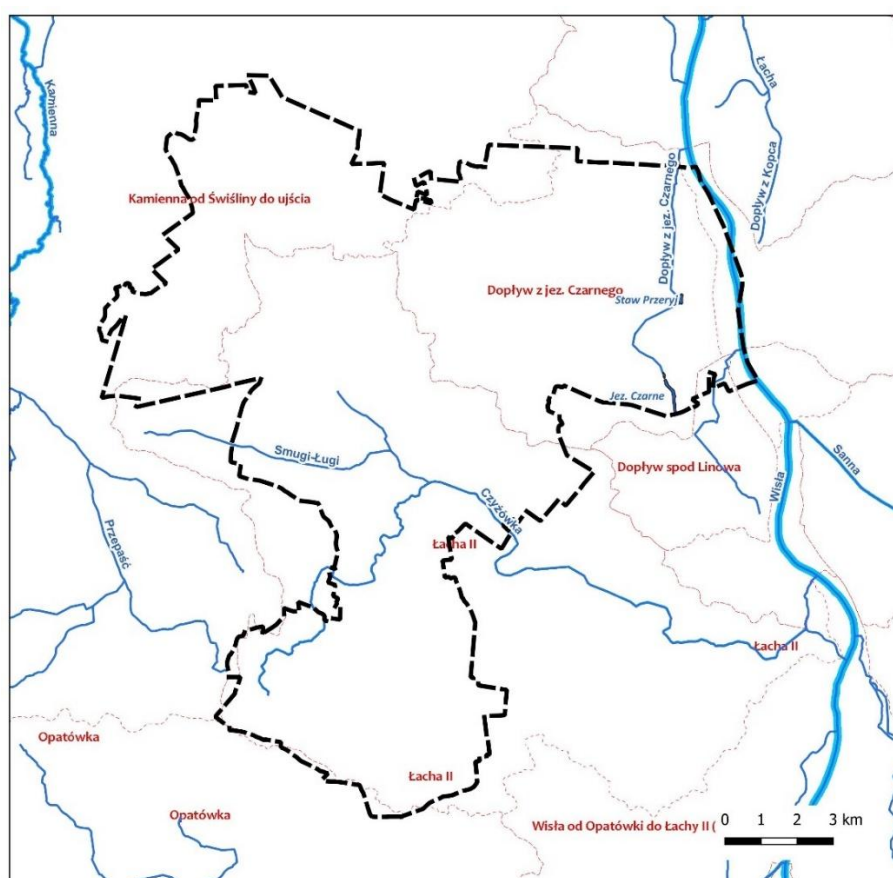 Kamienna
Łacha
Dopływ z jez. Czarnego
Dopływ z Kopca
Kamienna od Świśliny do ujścia
Dopływ z jez. Czarnego
Staw Przeryj
Jez. Czarne
Smugi-Ługi
Dopływ spod Linowa
Sanna
Wisła
Czyżówka
Przepaść
Łacha II
Łacha II
Opatówka
Łacha II
Opatówka
Wisła od Opatówki do Łachy II (
0 1 2 3 km